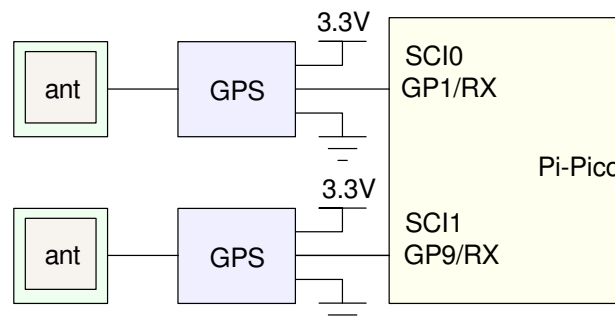 3.3V
SCI0
ant
GPS
GP1/RX
Pi-Pico
3.3V
SCI1
ant
GPS
GP9/RX